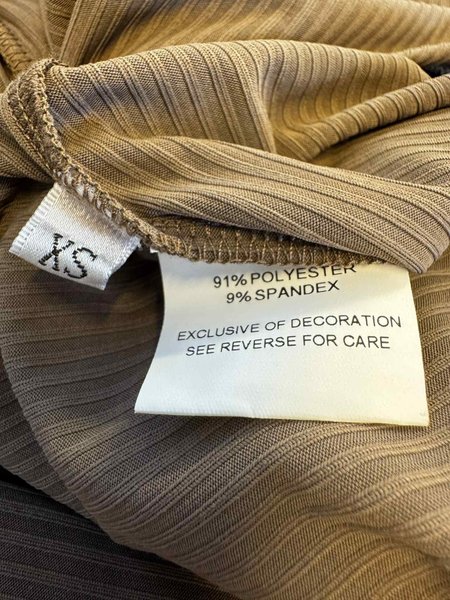 XS
91% POLYESTER
9% SPANDEX
EXCLUSIVE OF DECORATION
SEE REVERSE FOR CARE